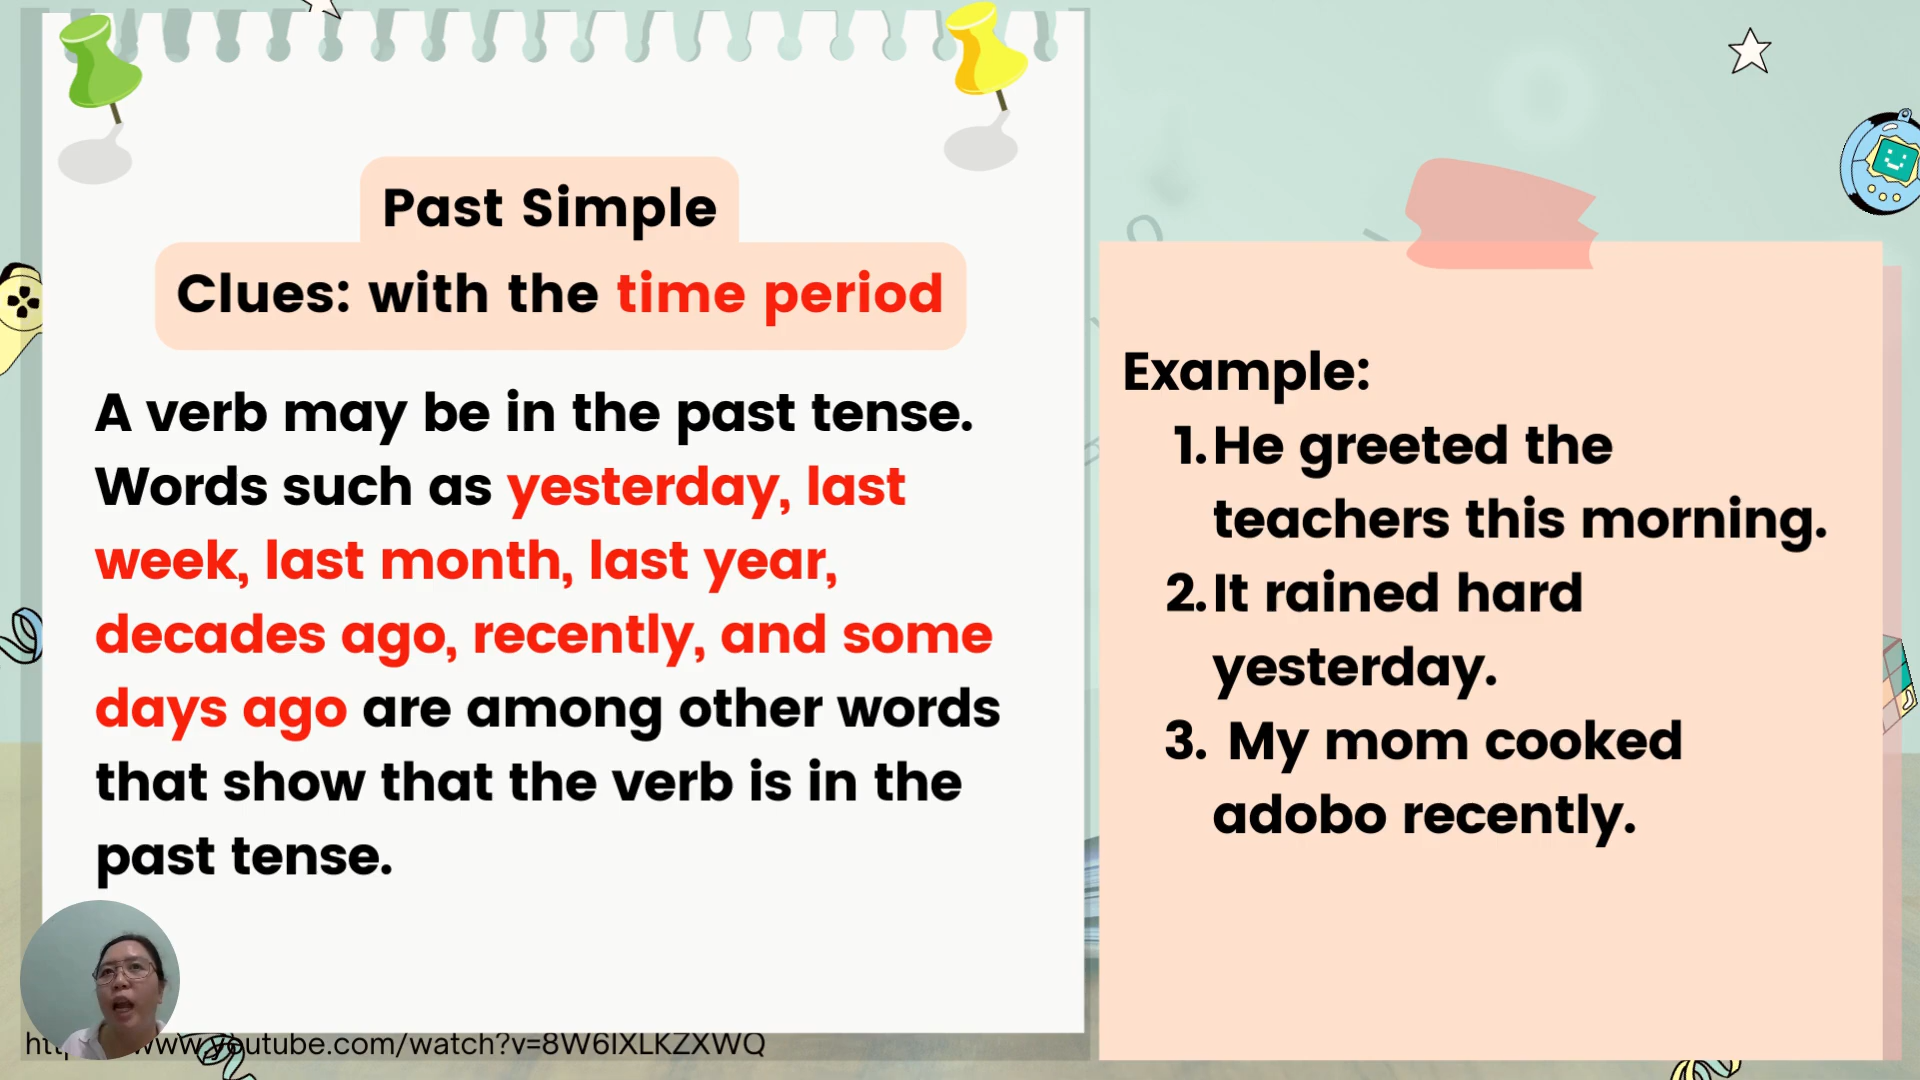 Past Simple
Clues: with the time period
A verb may be in the past tense.
Words such as yesterday, last
week, last month, last year,
decades ago, recently, and some
days ago are among other words
that show that the verb is in the
past tense.
Example:
1. He greeted the
teachers this morning.
2. It rained hard
yesterday.
3. My mom cooked
adobo recently.
www.youtube.com/watch?v=8W6IXLKZXWQ